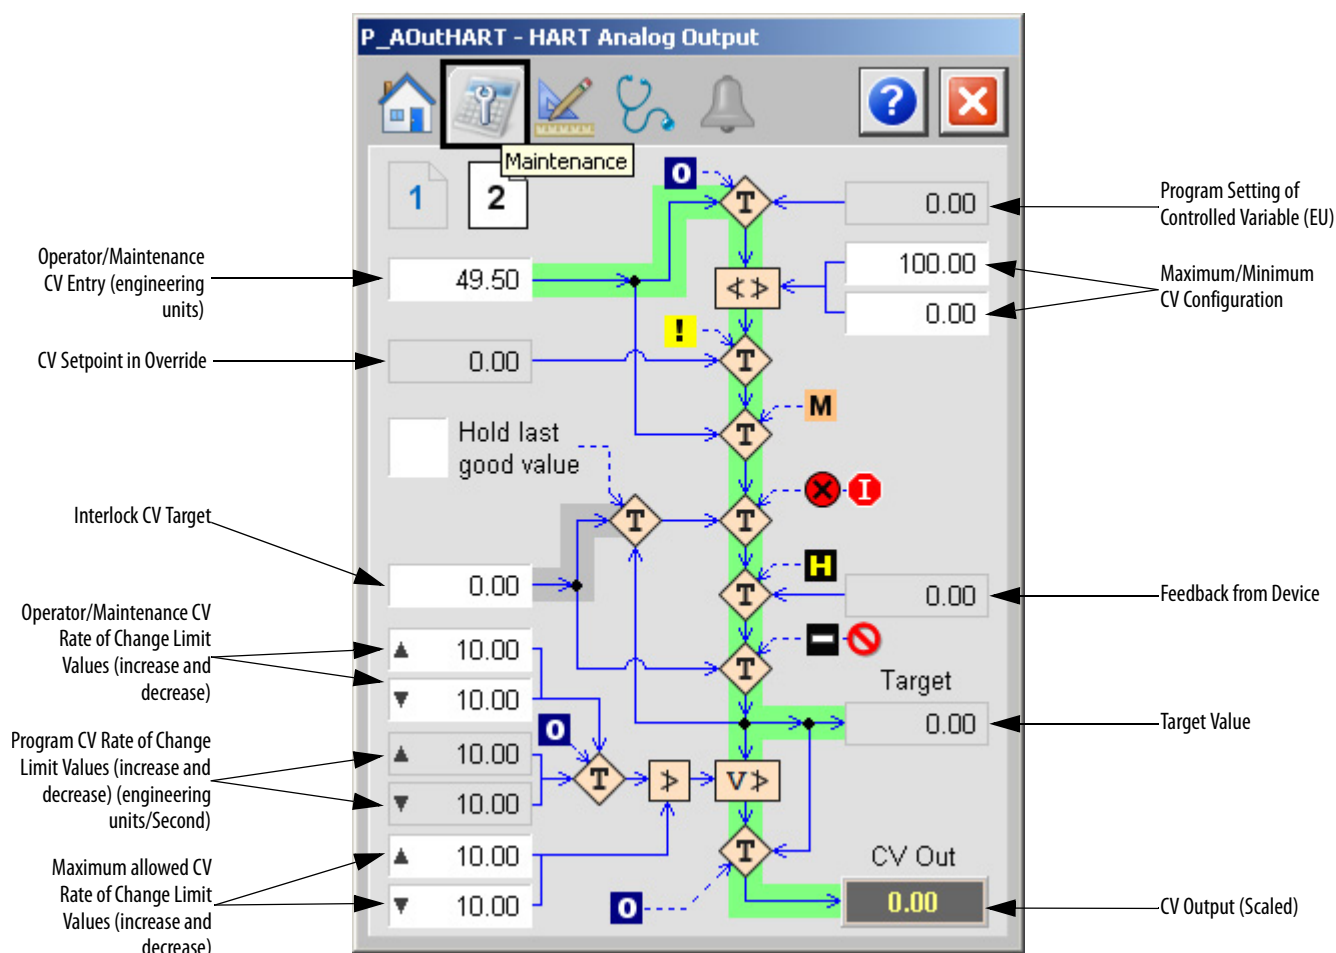 P_AOutHART - HART Analog Output
Maintenance
1
2
O
T
0.00
Program Setting of
Controlled Variable (EU)
Operator/Maintenance
CV Entry (engineering
units)
49.50
100.00
0.00
Maximum/Minimum
CV Configuration
!
CV Setpoint in Override
0.00
T
M
T
Hold last
good value
I
Interlock CV Target
T
T
H
0.00
T
0.00
Feedback from Device
Operator/Maintenance CV
Rate of Change Limit
Values (increase and
decrease)
10.00
10.00
T
Target
0.00
Target Value
Program CV Rate of Change
Limit Values (increase and
decrease) (engineering
units/Second)
10.00
10.00
O
T
V
Maximum allowed CV
Rate of Change Limit
Values (increase and
decrease)
10.00
10.00
T
O
CV Out
0.00
CV Output (Scaled)